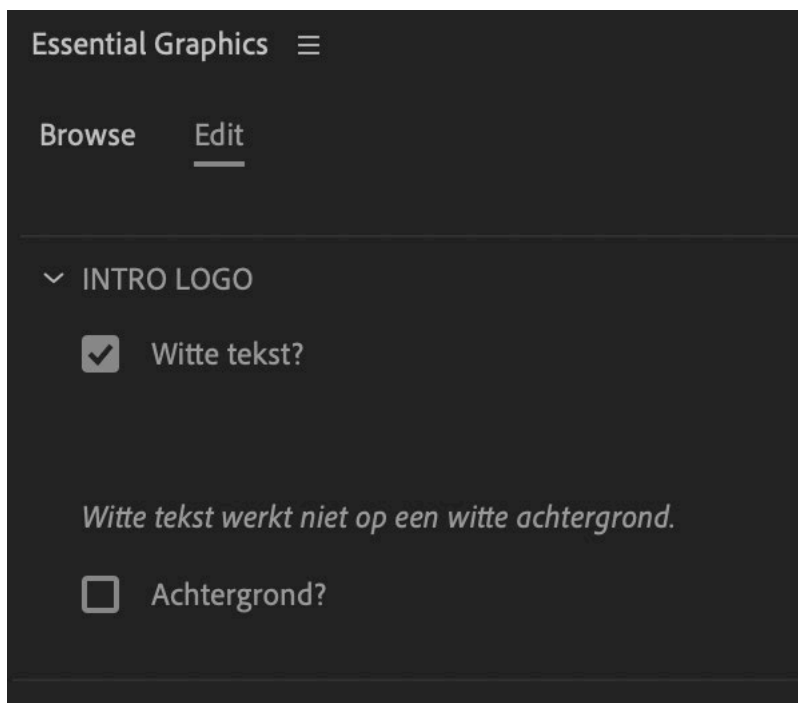 Essential Graphics
Browse Edit
INTRO LOGO
Witte tekst?
Witte tekst werkt niet op een witte achtergrond.
Achtergrond?